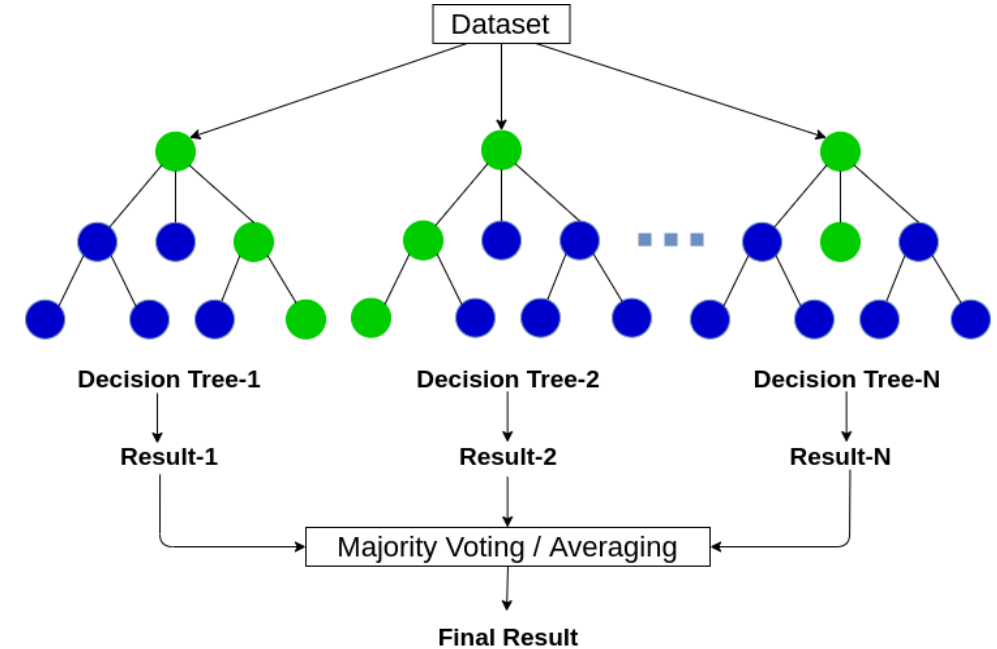 Dataset
Decision Tree-1
Decision Tree-2
Decision Tree-N
Result-1
Result-2
Result-N
Majority Voting / Averaging
Final Result